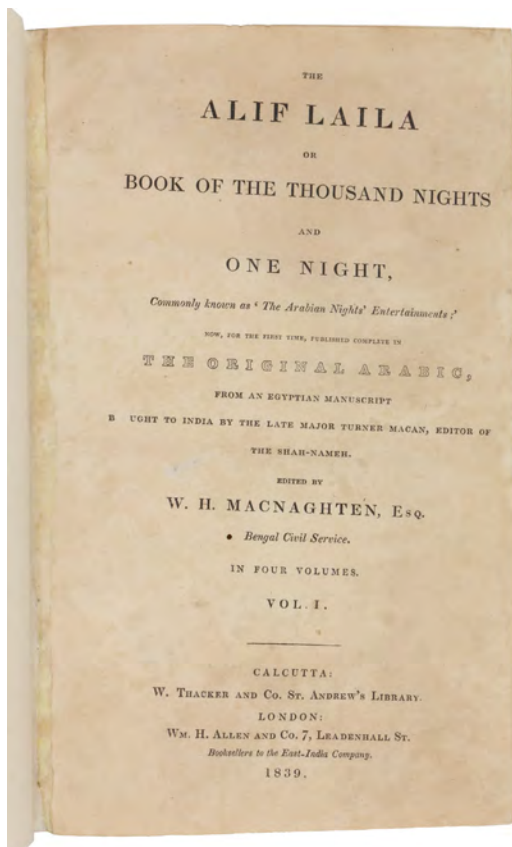 THE
ALIF LAILA
OR
BOOK OF THE THOUSAND NIGHTS
AND
ONE NIGHT,
Commonly known as ‘ The Arabian Nights’ Entertainments ;’
NOW, FOR THE FIRST TIME, PUBLISHED COMPLETE IN
THE ORIGINAL ARABIC,
FROM AN EGYPTIAN MANUSCRIPT
B UGHT TO INDIA BY THE LATE MAJOR TURNER MACAN, EDITOR OF
THE SHAH-NAMEH.
EDITED BY
W. H. MACNAGHTEN, Esq.
Bengal Civil Service.
IN FOUR VOLUMES.
VOL. I.
CALCUTTA:
W. Thacker and Co. St. Andrew's Library.
LONDON:
Wm. H. Allen and Co. 7, Leadenhall St.
Booksellers to the East-India Company.
1839.